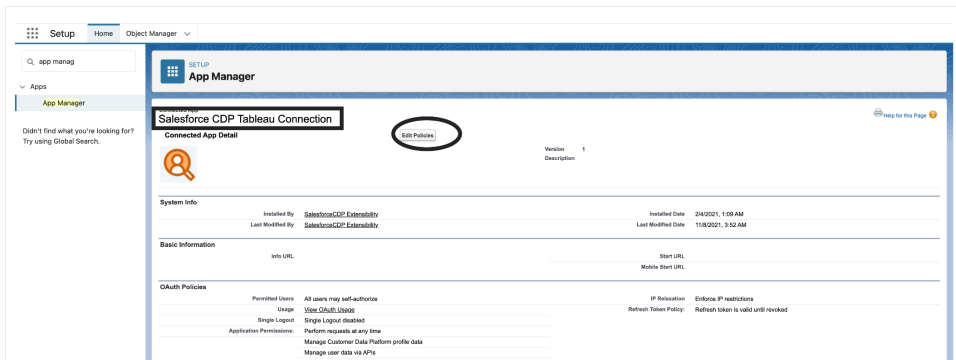 Setup Home Object Manager
app manag
Apps
App Manager
Didn't find what you're looking for?
Try using Global Search.
SETUP
App Manager
Connected App
Salesforce CDP Tableau Connection
Help for this Page
Connected App Detail Edit Policies
Version 1
Description
System Info
Installed By SalesforceCDP Extensibility Installed Date 2/4/2021, 1:09 AM
Last Modified By SalesforceCDP Extensibility Last Modified Date 11/8/2021, 3:52 AM
Basic Information
Info URL Start URL
Mobile Start URL
OAuth Policies
Permitted Users All users may self-authorize IP Relaxation Enforce IP restrictions
Usage View OAuth Usage Refresh Token Policy: Refresh token is valid until revoked
Single Logout Single Logout disabled
Application Permissions: Perform requests at any time
Manage Customer Data Platform profile data
Manage user data via APIs